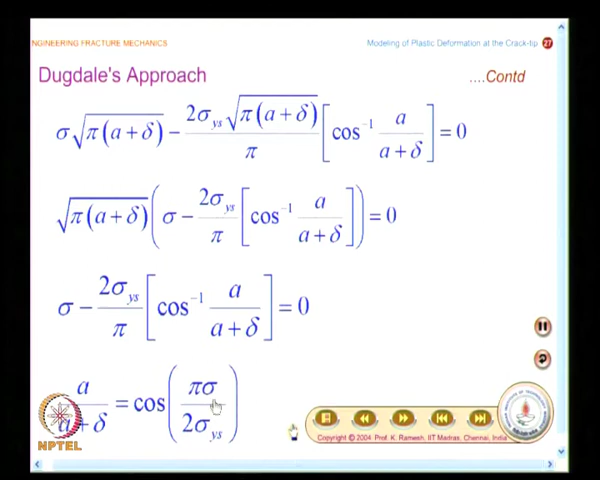 NGINEERING FRACTURE MECHANICS
Modeling of Plastic Deformation at the Crack-tip 27
Dugdale's Approach
....Contd
σ√(π(a+δ)) − (2σ_ys√(π(a+δ)))/π [cos⁻¹ a/(a+δ)] = 0
√(π(a+δ)) (σ − 2σ_ys/π [cos⁻¹ a/(a+δ)]) = 0
σ − 2σ_ys/π [cos⁻¹ a/(a+δ)] = 0
a/(a+δ) = cos(πσ/2σ_ys)
NPTEL
Copyright © 2004 Prof. K. Ramesh, IIT Madras, Chennai, India